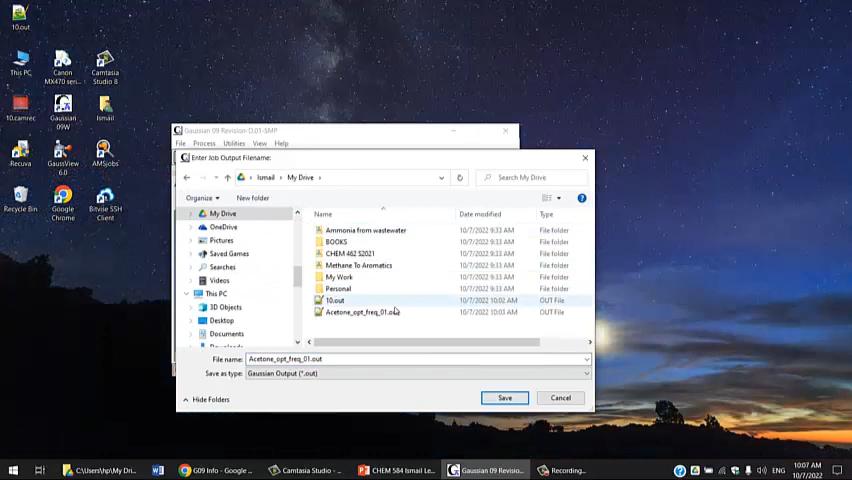 10.out
This PC
Canon MX470 seri...
Camtasia Studio 8
10.camrec
Gaussian 09W
Ismail
Recuva
GaussView 6.0
AMSjobs
Recycle Bin
Google Chrome
Bitvise SSH Client
Gaussian 09 Revision-D.01-SMP
File Process Utilities View Help
Enter Job Output Filename:
Ismail My Drive
Search My Drive
Organize New folder
My Drive
OneDrive
Pictures
Saved Games
Searches
Videos
This PC
3D Objects
Desktop
Documents
Name Date modified Type
Ammonia from wastewater 10/7/2022 9:33 AM File folder
BOOKS 10/7/2022 9:33 AM File folder
CHEM 462 S2021 10/7/2022 9:33 AM File folder
Methane To Aromatics 10/7/2022 9:33 AM File folder
My Work 10/7/2022 9:33 AM File folder
Personal 10/7/2022 9:33 AM File folder
10.out 10/7/2022 10:02 AM OUT File
Acetone_opt_freq_01.out 10/7/2022 10:03 AM OUT File
File name: Acetone_opt_freq_01.out
Save as type: Gaussian Output (*.out)
Hide Folders Save Cancel
C:\Users\hp\My Dri...
G09 Info - Google ...
Camtasia Studio - ...
CHEM 584 Ismail Le...
Gaussian 09 Revisio...
Recording...
ENG
10:07 AM
10/7/2022